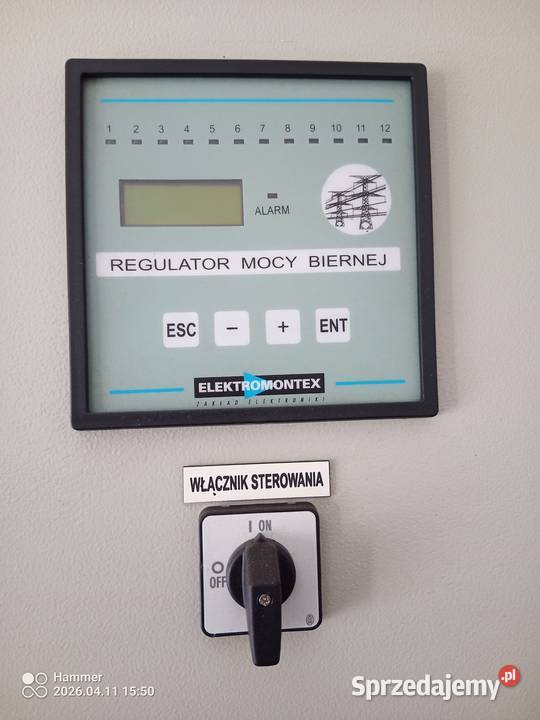 1 2 3 4 5 6 7 8 9 10 11 12
ALARM
REGULATOR MOCY BIERNEJ
ESC − + ENT
ELEKTROMONTEX
ZAKŁAD ELEKTRONIKI
WŁĄCZNIK STEROWANIA
I ON
O
OFF
Hammer
2026.04.11 15:50
Sprzedajemy.pl